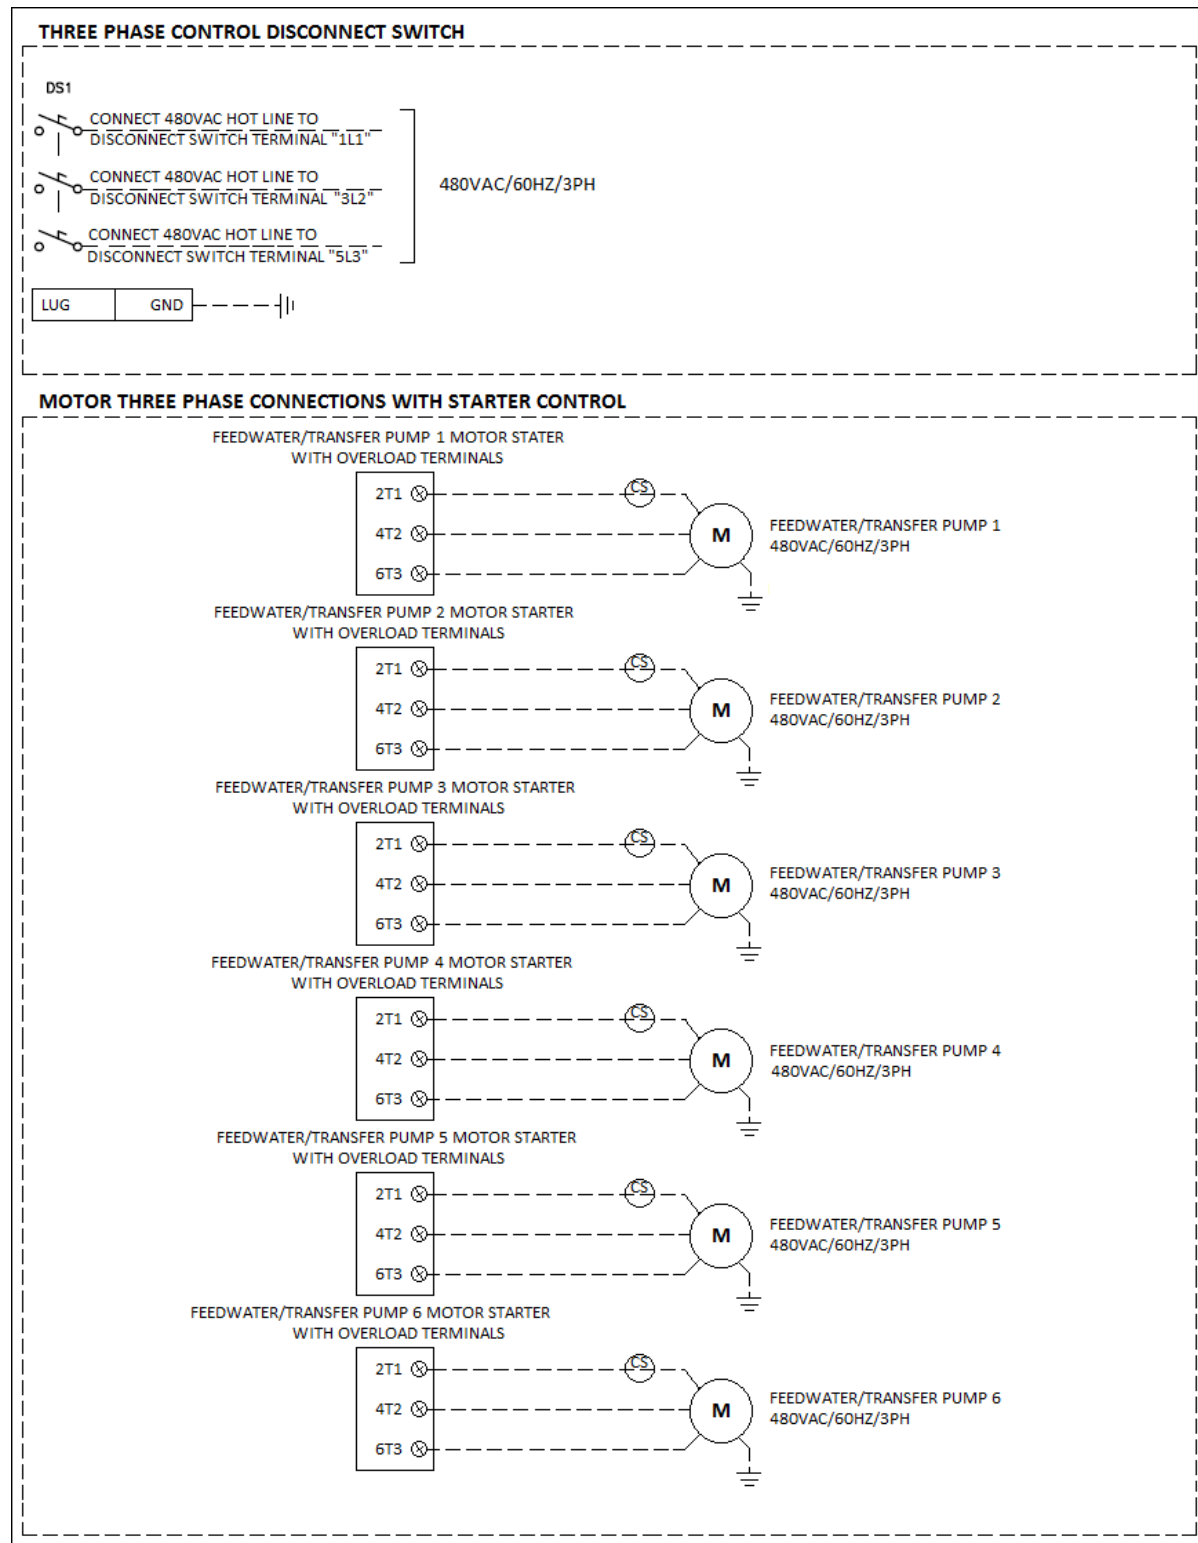 THREE PHASE CONTROL DISCONNECT SWITCH
DS1
CONNECT 480VAC HOT LINE TO
DISCONNECT SWITCH TERMINAL "1L1"
CONNECT 480VAC HOT LINE TO
DISCONNECT SWITCH TERMINAL "3L2"
480VAC/60HZ/3PH
CONNECT 480VAC HOT LINE TO
DISCONNECT SWITCH TERMINAL "5L3"
LUG GND
MOTOR THREE PHASE CONNECTIONS WITH STARTER CONTROL
FEEDWATER/TRANSFER PUMP 1 MOTOR STATER
WITH OVERLOAD TERMINALS
2T1 CS
4T2 M
6T3
FEEDWATER/TRANSFER PUMP 1
480VAC/60HZ/3PH
FEEDWATER/TRANSFER PUMP 2 MOTOR STARTER
WITH OVERLOAD TERMINALS
2T1 CS
4T2 M
6T3
FEEDWATER/TRANSFER PUMP 2
480VAC/60HZ/3PH
FEEDWATER/TRANSFER PUMP 3 MOTOR STARTER
WITH OVERLOAD TERMINALS
2T1 CS
4T2 M
6T3
FEEDWATER/TRANSFER PUMP 3
480VAC/60HZ/3PH
FEEDWATER/TRANSFER PUMP 4 MOTOR STARTER
WITH OVERLOAD TERMINALS
2T1 CS
4T2 M
6T3
FEEDWATER/TRANSFER PUMP 4
480VAC/60HZ/3PH
FEEDWATER/TRANSFER PUMP 5 MOTOR STARTER
WITH OVERLOAD TERMINALS
2T1 CS
4T2 M
6T3
FEEDWATER/TRANSFER PUMP 5
480VAC/60HZ/3PH
FEEDWATER/TRANSFER PUMP 6 MOTOR STARTER
WITH OVERLOAD TERMINALS
2T1 CS
4T2 M
6T3
FEEDWATER/TRANSFER PUMP 6
480VAC/60HZ/3PH